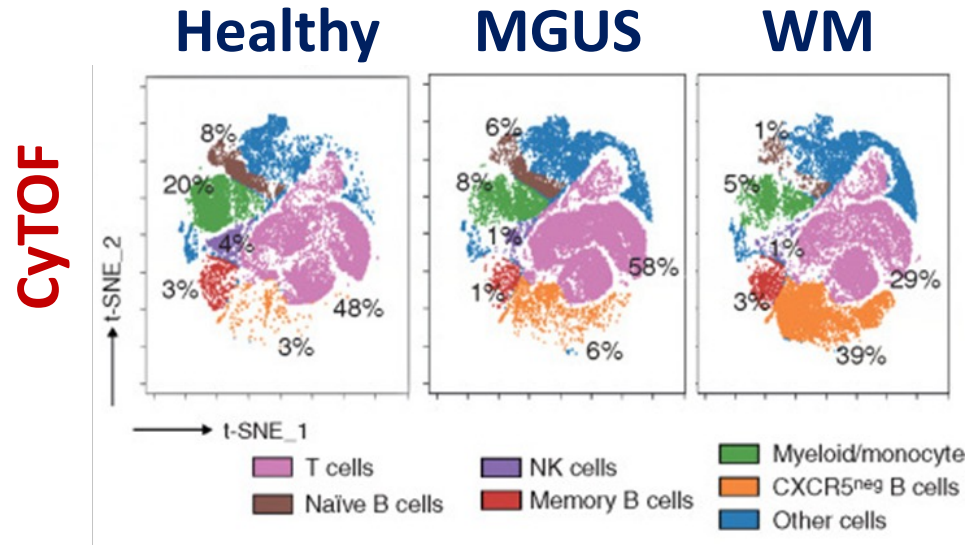 Healthy MGUS WM
CyTOF
8%
20%
4%
3%
48%
3%
6%
8%
1%
58%
1%
6%
1%
5%
1%
29%
3%
39%
t-SNE_2
t-SNE_1
T cells
Naïve B cells
NK cells
Memory B cells
Myeloid/monocyte
CXCR5neg B cells
Other cells